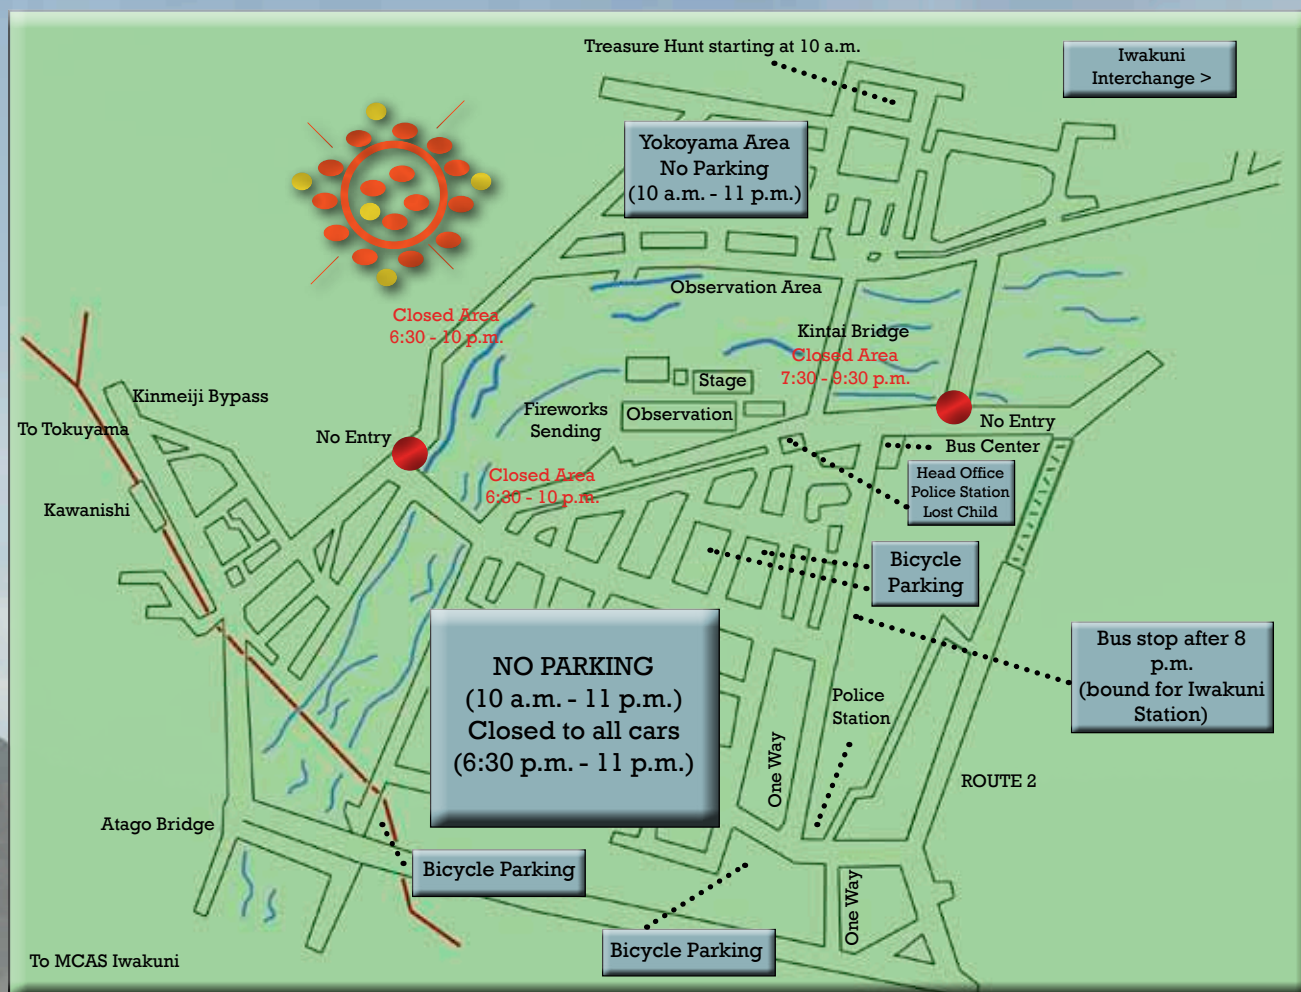 Treasure Hunt starting at 10 a.m.
Iwakuni
Interchange >
Yokoyama Area
No Parking
(10 a.m. - 11 p.m.)
Observation Area
Closed Area
6:30 - 10 p.m.
Kintai Bridge
Closed Area
7:30 - 9:30 p.m.
Stage
Kinmeiji Bypass
Fireworks
Sending
Observation
No Entry
To Tokuyama
No Entry
Bus Center
Closed Area
6:30 - 10 p.m.
Head Office
Police Station
Lost Child
Kawanishi
Bicycle
Parking
NO PARKING
(10 a.m. - 11 p.m.)
Closed to all cars
(6:30 p.m. - 11 p.m.)
Bus stop after 8
p.m.
(bound for Iwakuni
Station)
Police
Station
One Way
ROUTE 2
Atago Bridge
Bicycle Parking
One Way
Bicycle Parking
To MCAS Iwakuni